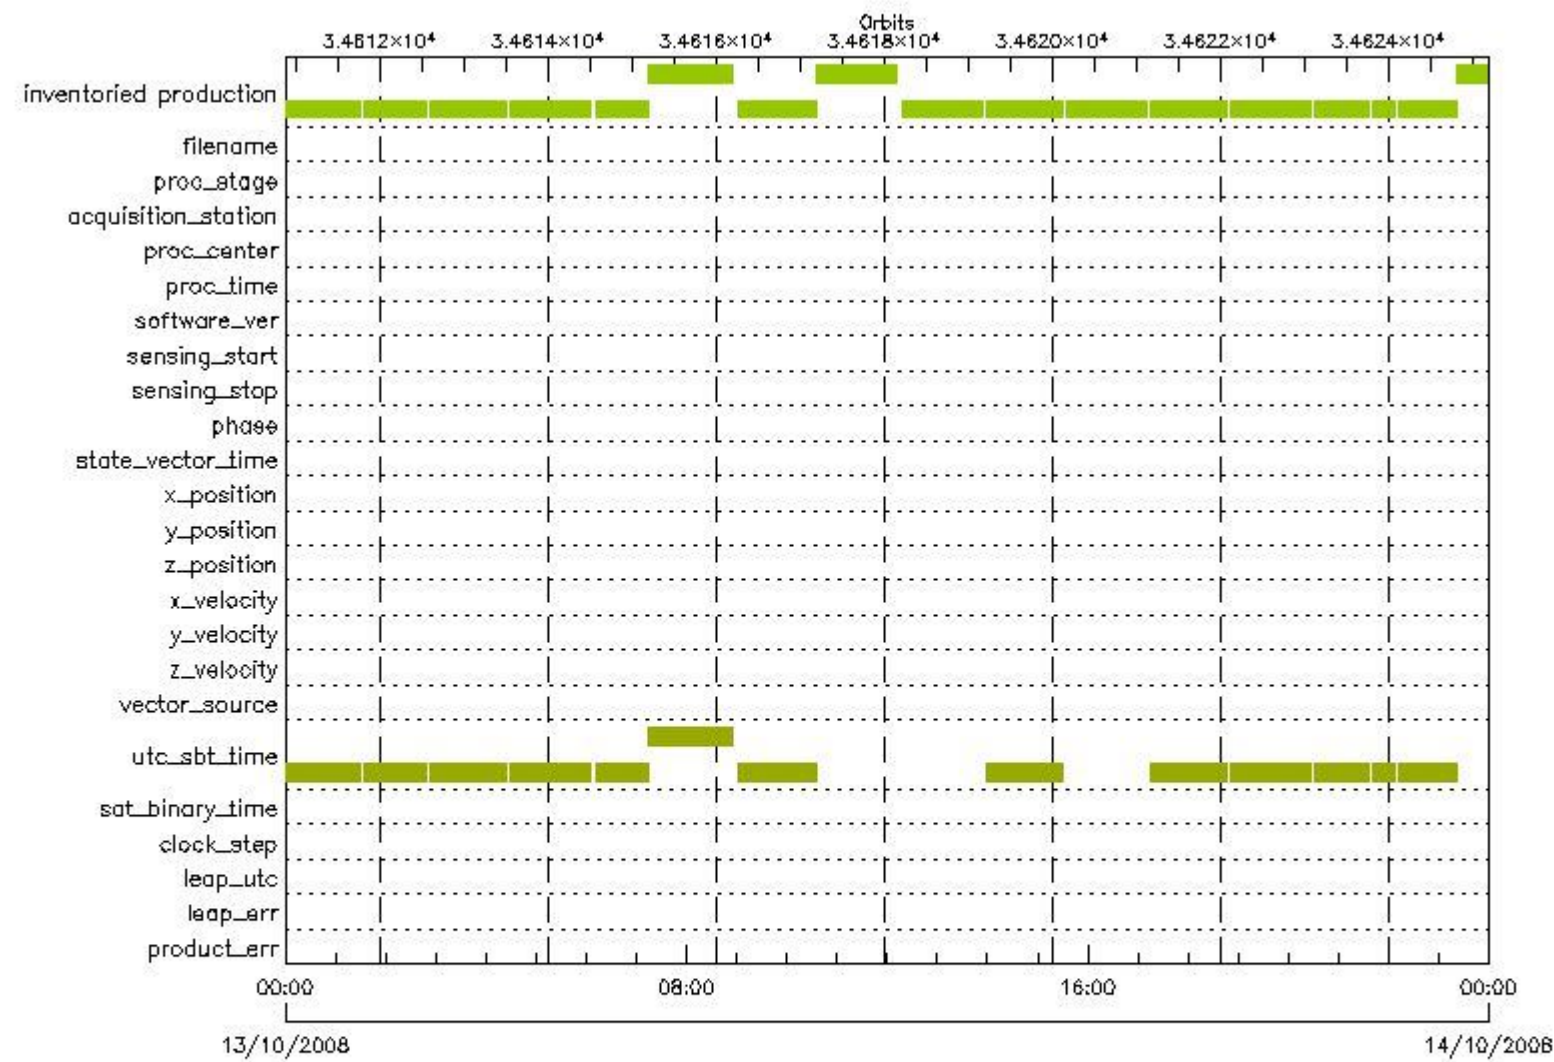 Orbits
3.4612×10⁴ 3.4614×10⁴ 3.4616×10⁴ 3.4618×10⁴ 3.4620×10⁴ 3.4622×10⁴ 3.4624×10⁴
inventoried production
filename
proc_stage
acquisition_station
proc_center
proc_time
software_ver
sensing_start
sensing_stop
phase
state_vector_time
x_position
y_position
z_position
x_velocity
y_velocity
z_velocity
vector_source
utc_sbt_time
sat_binary_time
clock_step
leap_utc
leap_err
product_err
00:00 08:00 16:00 00:00
13/10/2008 14/10/2008